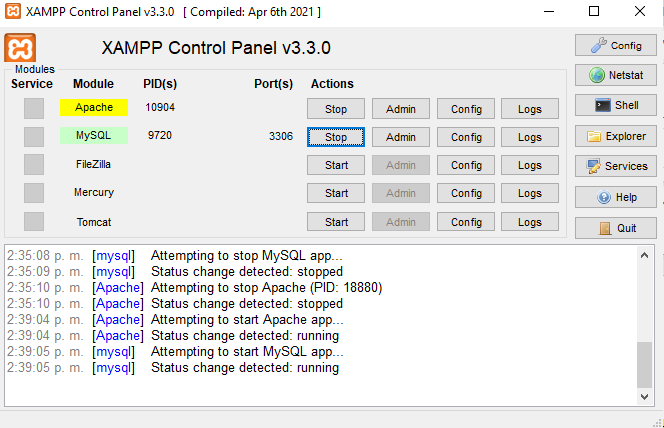 XAMPP Control Panel v3.3.0 [ Compiled: Apr 6th 2021 ]
XAMPP Control Panel v3.3.0
Config
Modules
Service Module PID(s) Port(s) Actions
Netstat
Apache 10904 Stop Admin Config Logs
Shell
MySQL 9720 3306 Stop Admin Config Logs
Explorer
FileZilla Start Admin Config Logs
Services
Mercury Start Admin Config Logs
Help
Tomcat Start Admin Config Logs
Quit
2:35:08 p. m. [mysql] Attempting to stop MySQL app...
2:35:09 p. m. [mysql] Status change detected: stopped
2:35:10 p. m. [Apache] Attempting to stop Apache (PID: 18880)
2:35:10 p. m. [Apache] Status change detected: stopped
2:39:04 p. m. [Apache] Attempting to start Apache app...
2:39:04 p. m. [Apache] Status change detected: running
2:39:05 p. m. [mysql] Attempting to start MySQL app...
2:39:05 p. m. [mysql] Status change detected: running